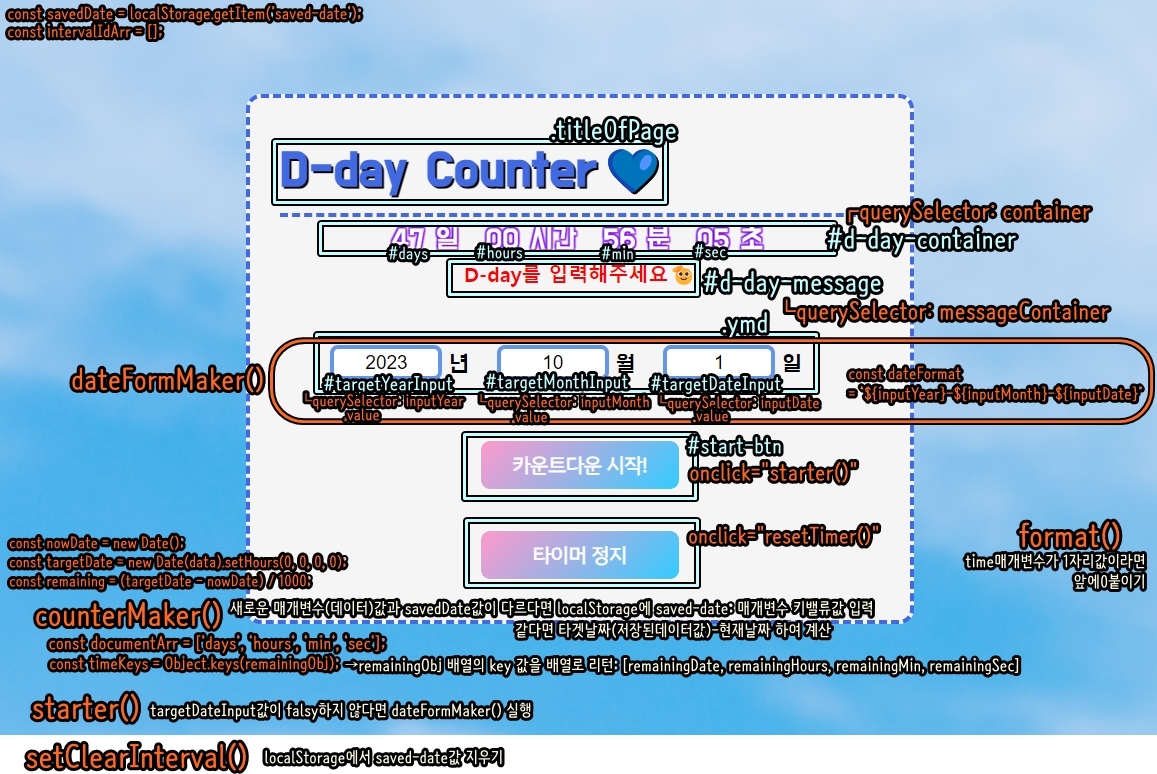 const savedDate = localStorage.getItem('saved-date');
const intervalIdArr = [];
.titleOfPage
D-day Counter
┌querySelector: container
#d-day-container
47 일 00 시간 56 분 05 초
#days #hours #min #sec
D-day를 입력해주세요
#d-day-message
└querySelector: messageContainer
.ymd
dateFormMaker()
2023 년 10 월 1 일
#targetYearInput #targetMonthInput #targetDateInput
└querySelector: inputYear └querySelector: inputMonth └querySelector: inputDate
.value .value .value
const dateFormat
= `${inputYear}-${inputMonth}-${inputDate}`
카운트다운 시작!
#start-btn
onclick="starter()"
타이머 정지
onclick="resetTimer()"
format()
time매개변수가 1자리값이라면
앞에0붙이기
const nowDate = new Date();
const targetDate = new Date(data).setHours(0, 0, 0, 0);
const remaining = (targetDate - nowDate) / 1000;
counterMaker() 새로운 매개변수(데이터)값과 savedDate값이 다르다면 localStorage에 saved-date: 매개변수 키밸류값 입력
같다면 타겟날짜(저장된데이터값)-현재날짜 하여 계산
const documentArr = ['days', 'hours', 'min', 'sec'];
const timeKeys = Object.keys(remainingObj); →remainingObj 배열의 key 값을 배열로 리턴: [remainingDate, remainingHours, remainingMin, remainingSec]
starter() targetDateInput값이 falsy하지 않다면 dateFormMaker() 실행
setClearInterval() localStorage에서 saved-date값 지우기